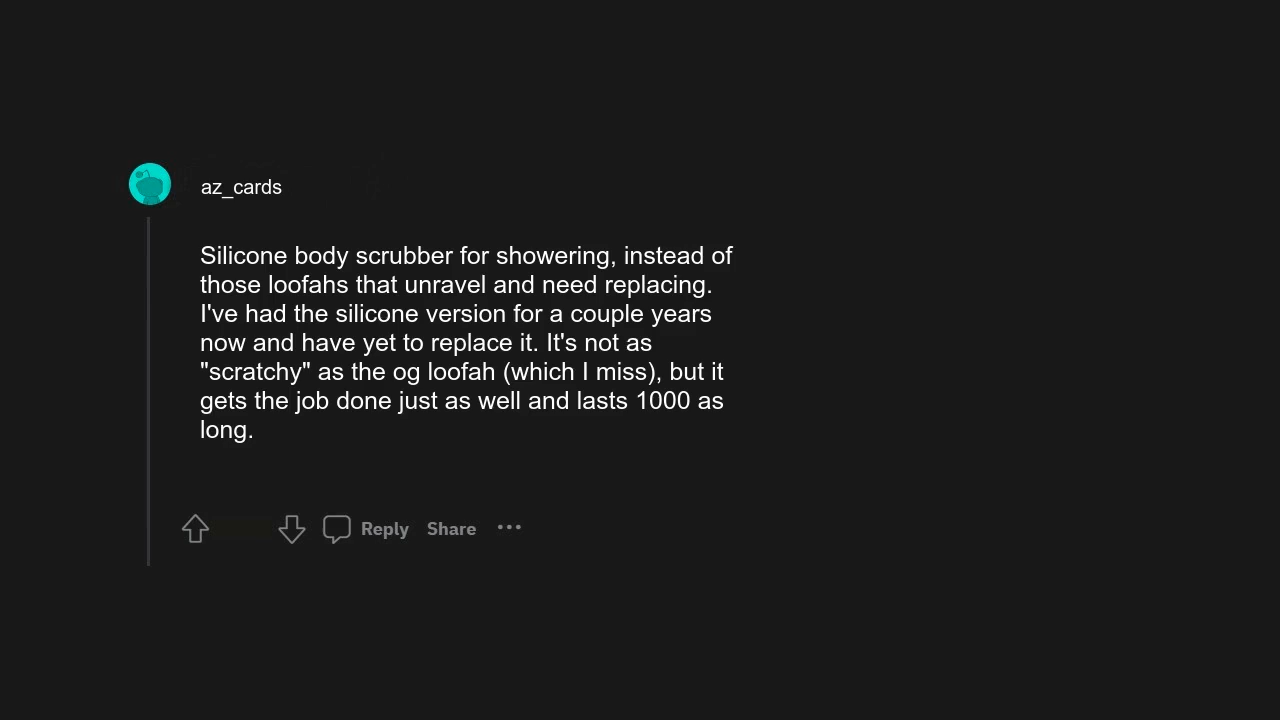 az_cards
Silicone body scrubber for showering, instead of
those loofahs that unravel and need replacing.
I've had the silicone version for a couple years
now and have yet to replace it. It's not as
"scratchy" as the og loofah (which I miss), but it
gets the job done just as well and lasts 1000 as
long.
Reply Share